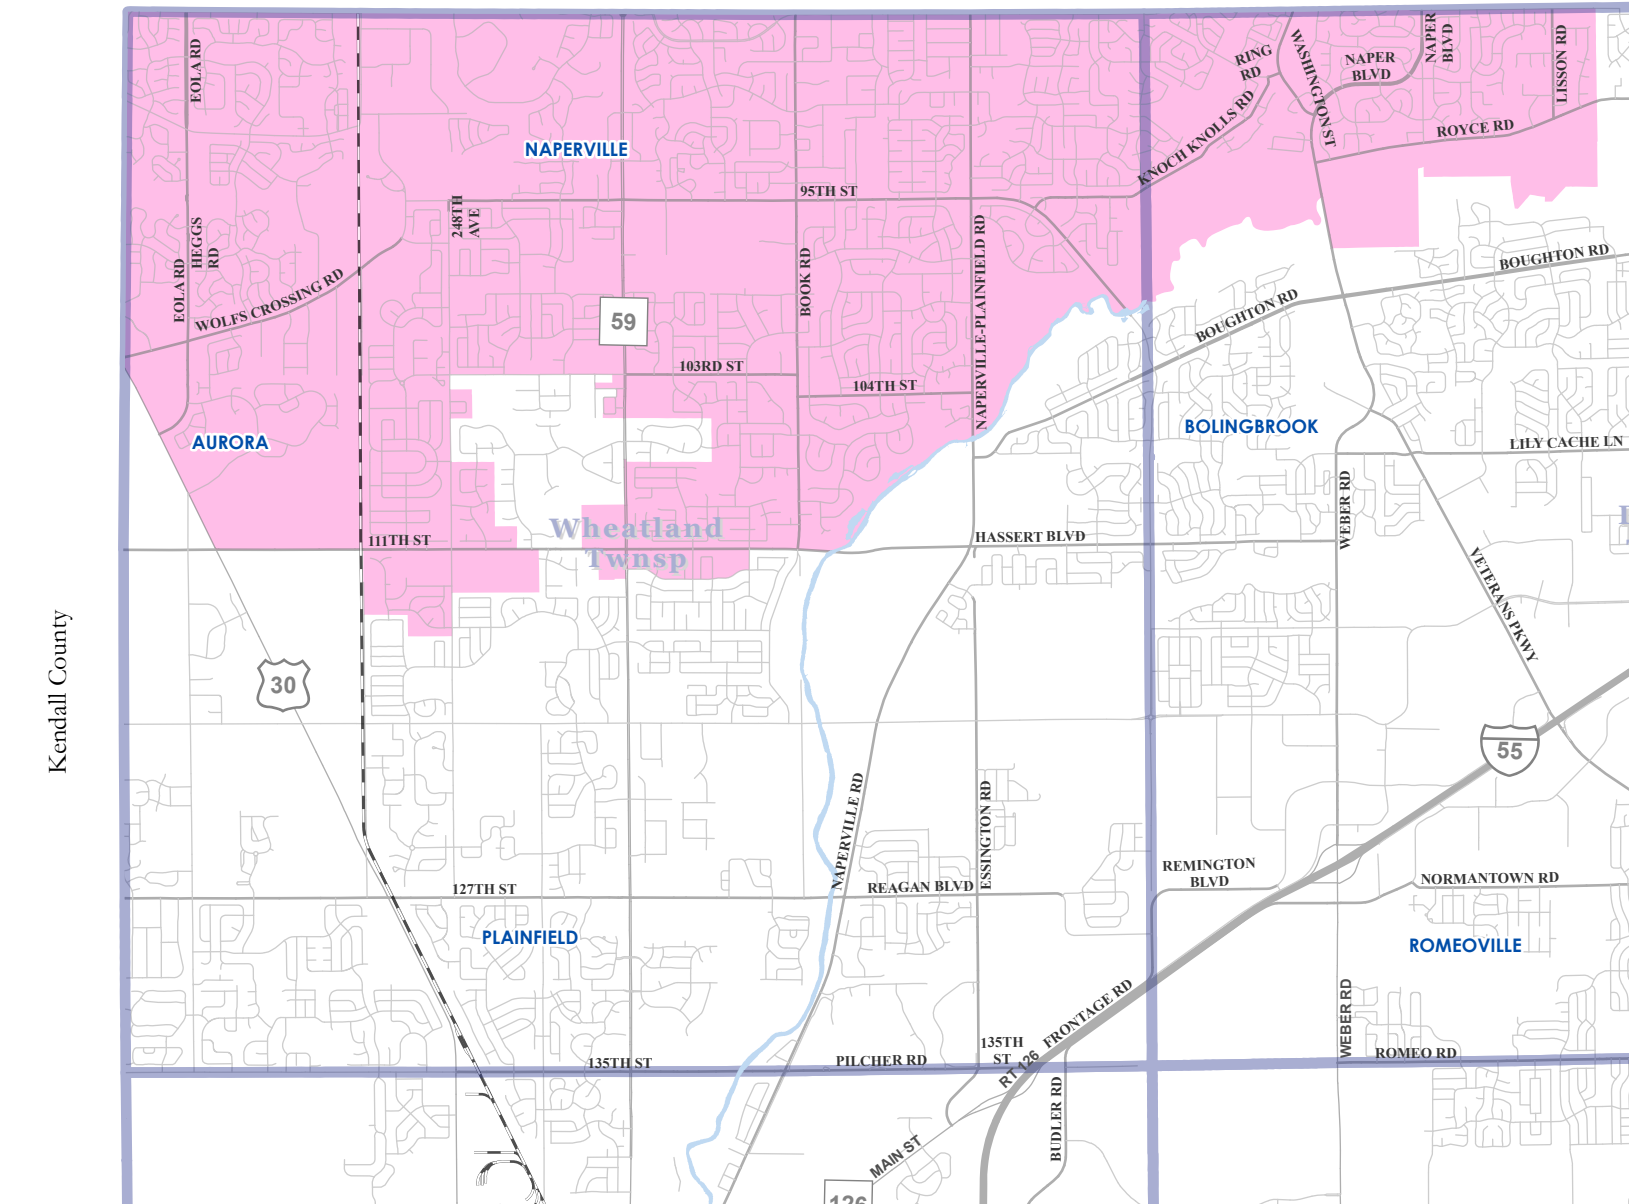 EOLA RD
RING
RD
WASHINGTON ST
NAPER
BLVD
NAPER
BLVD
LISSON RD
KNOCH KNOLLS RD
ROYCE RD
NAPERVILLE
95TH ST
248TH
AVE
HEGGS
RD
EOLA RD
WOLFS CROSSING RD
BOOK RD
NAPERVILLE-PLAINFIELD RD
BOUGHTON RD
BOUGHTON RD
59
103RD ST
104TH ST
AURORA
BOLINGBROOK
LILY CACHE LN
WEBER RD
Wheatland
Twnsp
111TH ST
HASSERT BLVD
VETERANS PKWY
Kendall County
30
55
NAPERVILLE RD
ESSINGTON RD
REMINGTON
BLVD
NORMANTOWN RD
127TH ST
REAGAN BLVD
PLAINFIELD
ROMEOVILLE
FRONTAGE RD
WEBER RD
135TH ST
PILCHER RD
135TH
ST
RT 126
ROMEO RD
BUDLER RD
MAIN ST
126